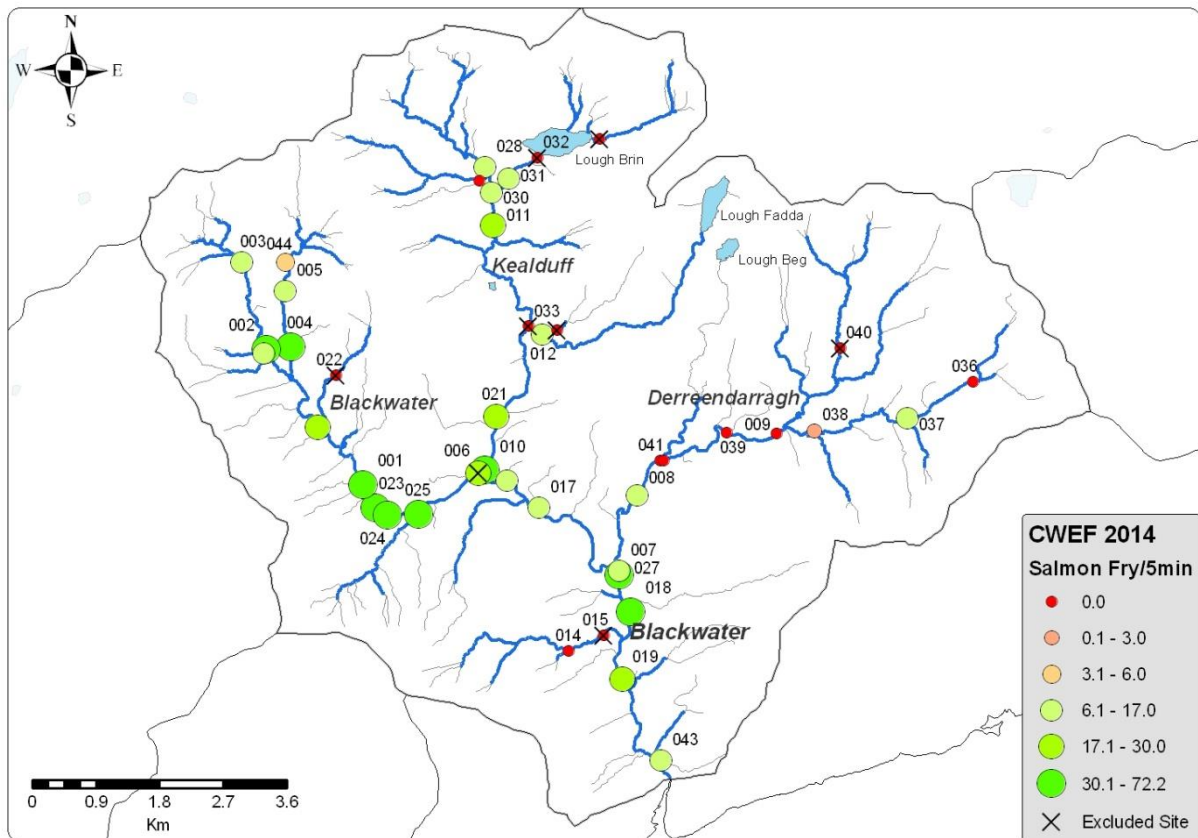 N
W E
S
028
032
Lough Brin
031
030
011
Lough Fadda
Lough Beg
Kealduff
003
044
005
002
004
022
Blackwater
033
012
040
036
Derreendarragh
021
038
037
009
039
041
006
010
008
001
023
025
017
024
007
027
018
015
014
Blackwater
019
043
0 0.9 1.8 2.7 3.6
Km
CWEF 2014
Salmon Fry/5min
0.0
0.1 - 3.0
3.1 - 6.0
6.1 - 17.0
17.1 - 30.0
30.1 - 72.2
Excluded Site